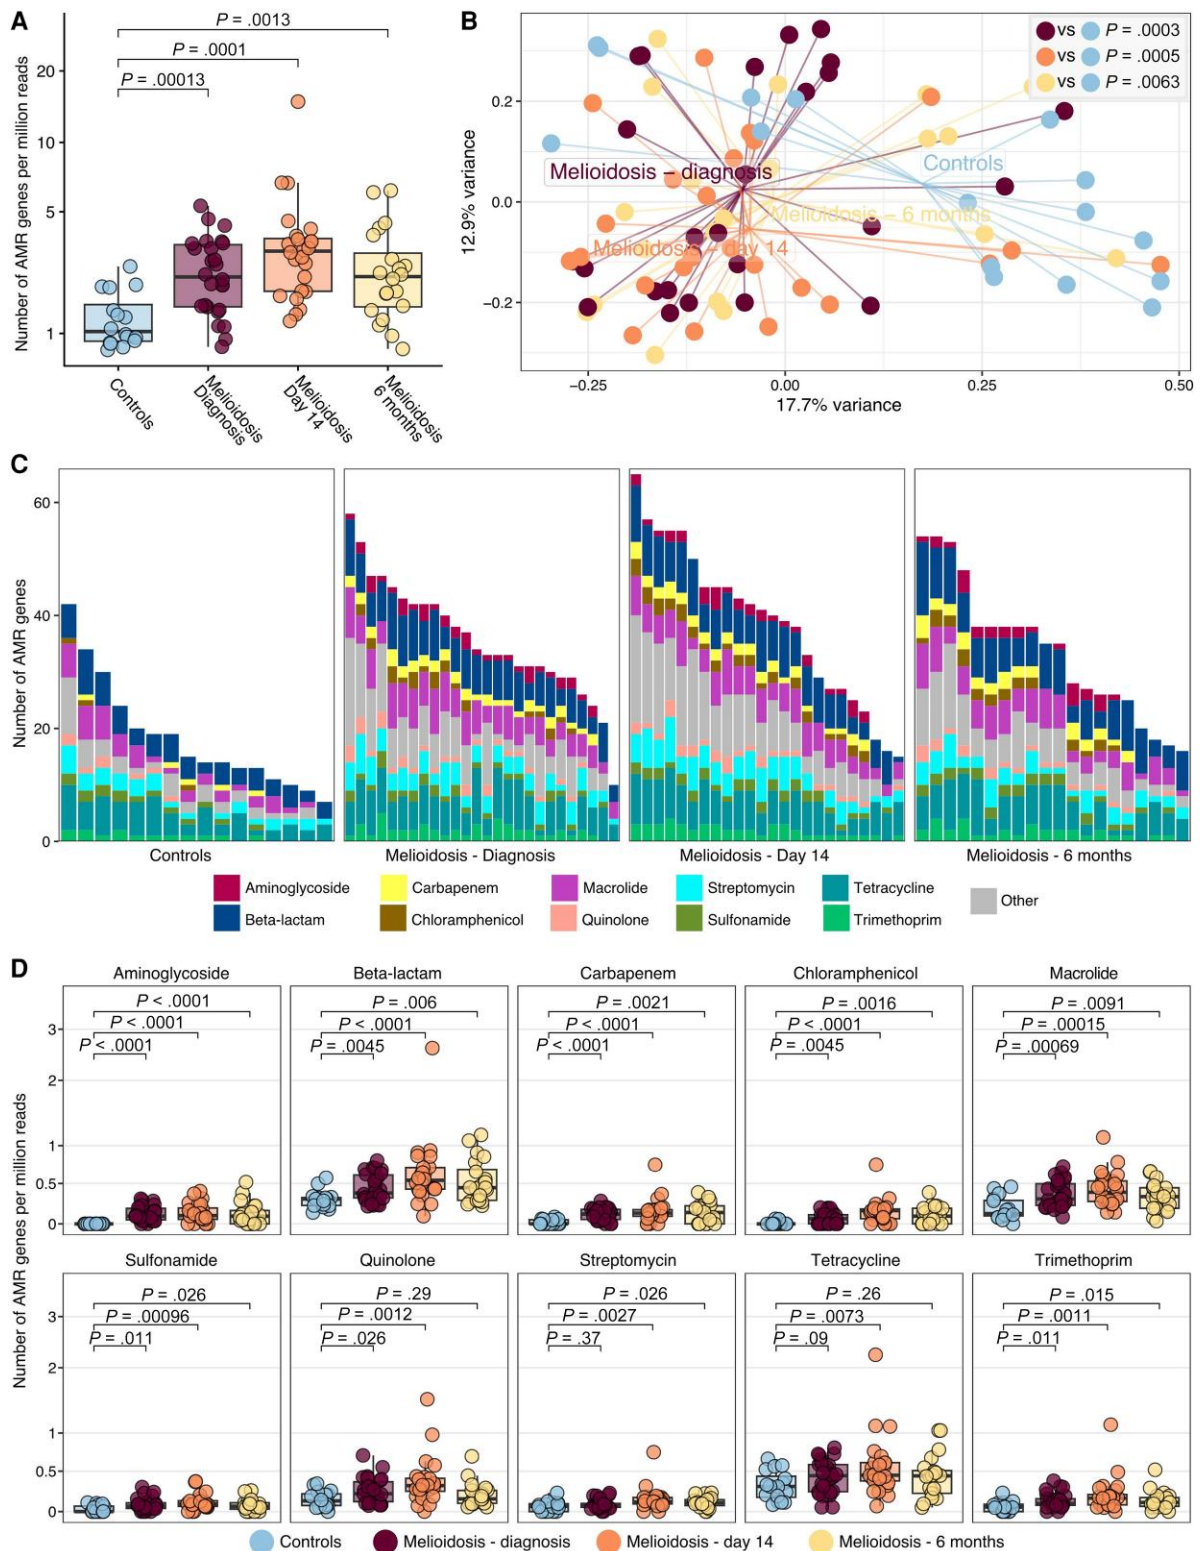 A
Number of AMR genes per million reads
20
10
5
1
P = .0013
P = .0001
P = .00013
Controls
Melioidosis
Diagnosis
Melioidosis
Day 14
Melioidosis
6 months
B
12.9% variance
0.2
0.0
−0.2
−0.25
0.00
0.25
0.50
17.7% variance
vs P = .0003
vs P = .0005
vs P = .0063
Melioidosis – diagnosis
Controls
Melioidosis – 6 months
Melioidosis – day 14
C
Number of AMR genes
60
40
20
0
Controls
Melioidosis - Diagnosis
Melioidosis - Day 14
Melioidosis - 6 months
Aminoglycoside
Carbapenem
Macrolide
Streptomycin
Tetracycline
Other
Beta-lactam
Chloramphenicol
Quinolone
Sulfonamide
Trimethoprim
D
Number of AMR genes per million reads
Aminoglycoside
Beta-lactam
Carbapenem
Chloramphenicol
Macrolide
3
2
1
0.5
0
P < .0001
P < .0001
P < .0001
P = .006
P < .0001
P = .0045
P = .0021
P < .0001
P < .0001
P = .0016
P < .0001
P = .0045
P = .0091
P = .00015
P = .00069
Sulfonamide
Quinolone
Streptomycin
Tetracycline
Trimethoprim
3
2
1
0.5
0
P = .026
P = .00096
P = .011
P = .29
P = .0012
P = .026
P = .026
P = .0027
P = .37
P = .26
P = .0073
P = .09
P = .015
P = .0011
P = .011
Controls
Melioidosis - diagnosis
Melioidosis - day 14
Melioidosis - 6 months